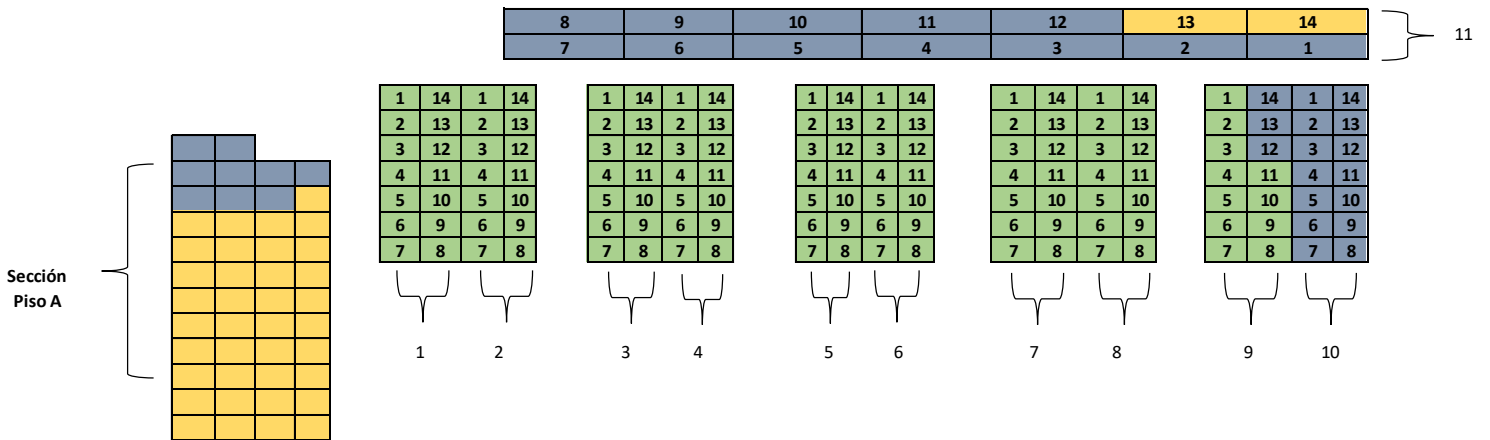 8 9 10 11 12 13 14
7 6 5 4 3 2 1
11
1 14 1 14 1 14 1 14 1 14 1 14 1 14 1 14 1 14 1 14
2 13 2 13 2 13 2 13 2 13 2 13 2 13 2 13 2 13 2 13
3 12 3 12 3 12 3 12 3 12 3 12 3 12 3 12 3 12 3 12
4 11 4 11 4 11 4 11 4 11 4 11 4 11 4 11 4 11 4 11
5 10 5 10 5 10 5 10 5 10 5 10 5 10 5 10 5 10 5 10
6 9 6 9 6 9 6 9 6 9 6 9 6 9 6 9 6 9 6 9
7 8 7 8 7 8 7 8 7 8 7 8 7 8 7 8 7 8 7 8
Sección
Piso A
1 2 3 4 5 6 7 8 9 10